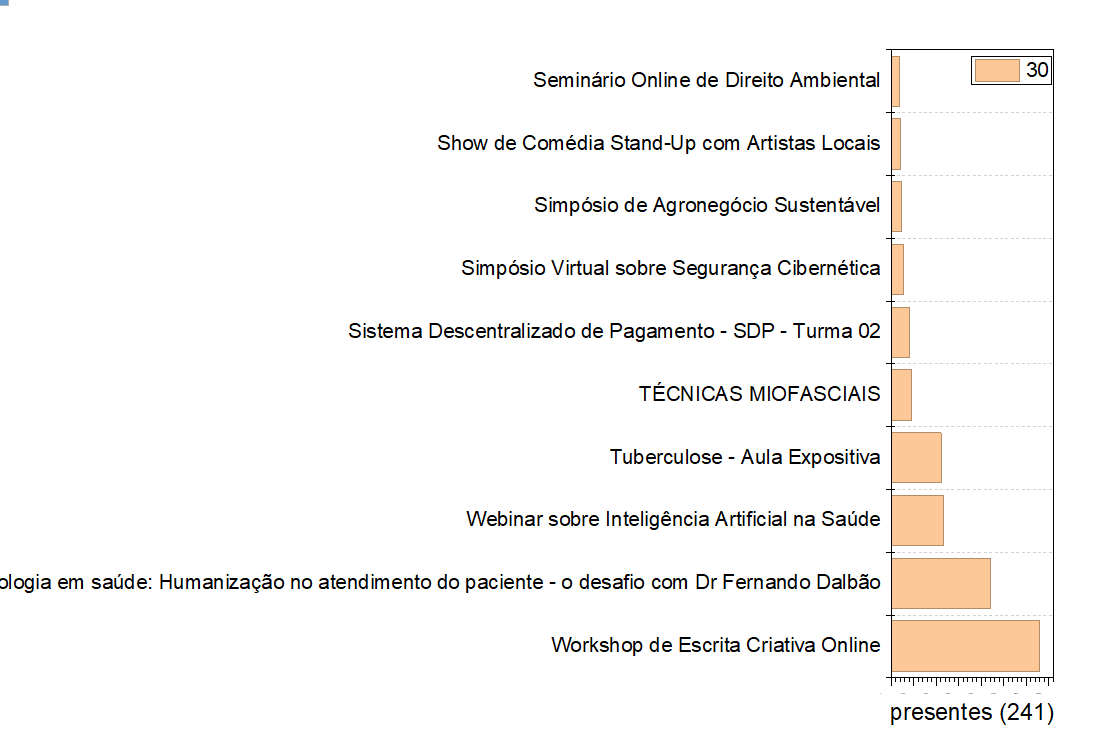 30
Seminário Online de Direito Ambiental
Show de Comédia Stand-Up com Artistas Locais
Simpósio de Agronegócio Sustentável
Simpósio Virtual sobre Segurança Cibernética
Sistema Descentralizado de Pagamento - SDP - Turma 02
TÉCNICAS MIOFASCIAIS
Tuberculose - Aula Expositiva
Webinar sobre Inteligência Artificial na Saúde
ologia em saúde: Humanização no atendimento do paciente - o desafio com Dr Fernando Dalbão
Workshop de Escrita Criativa Online
presentes (241)